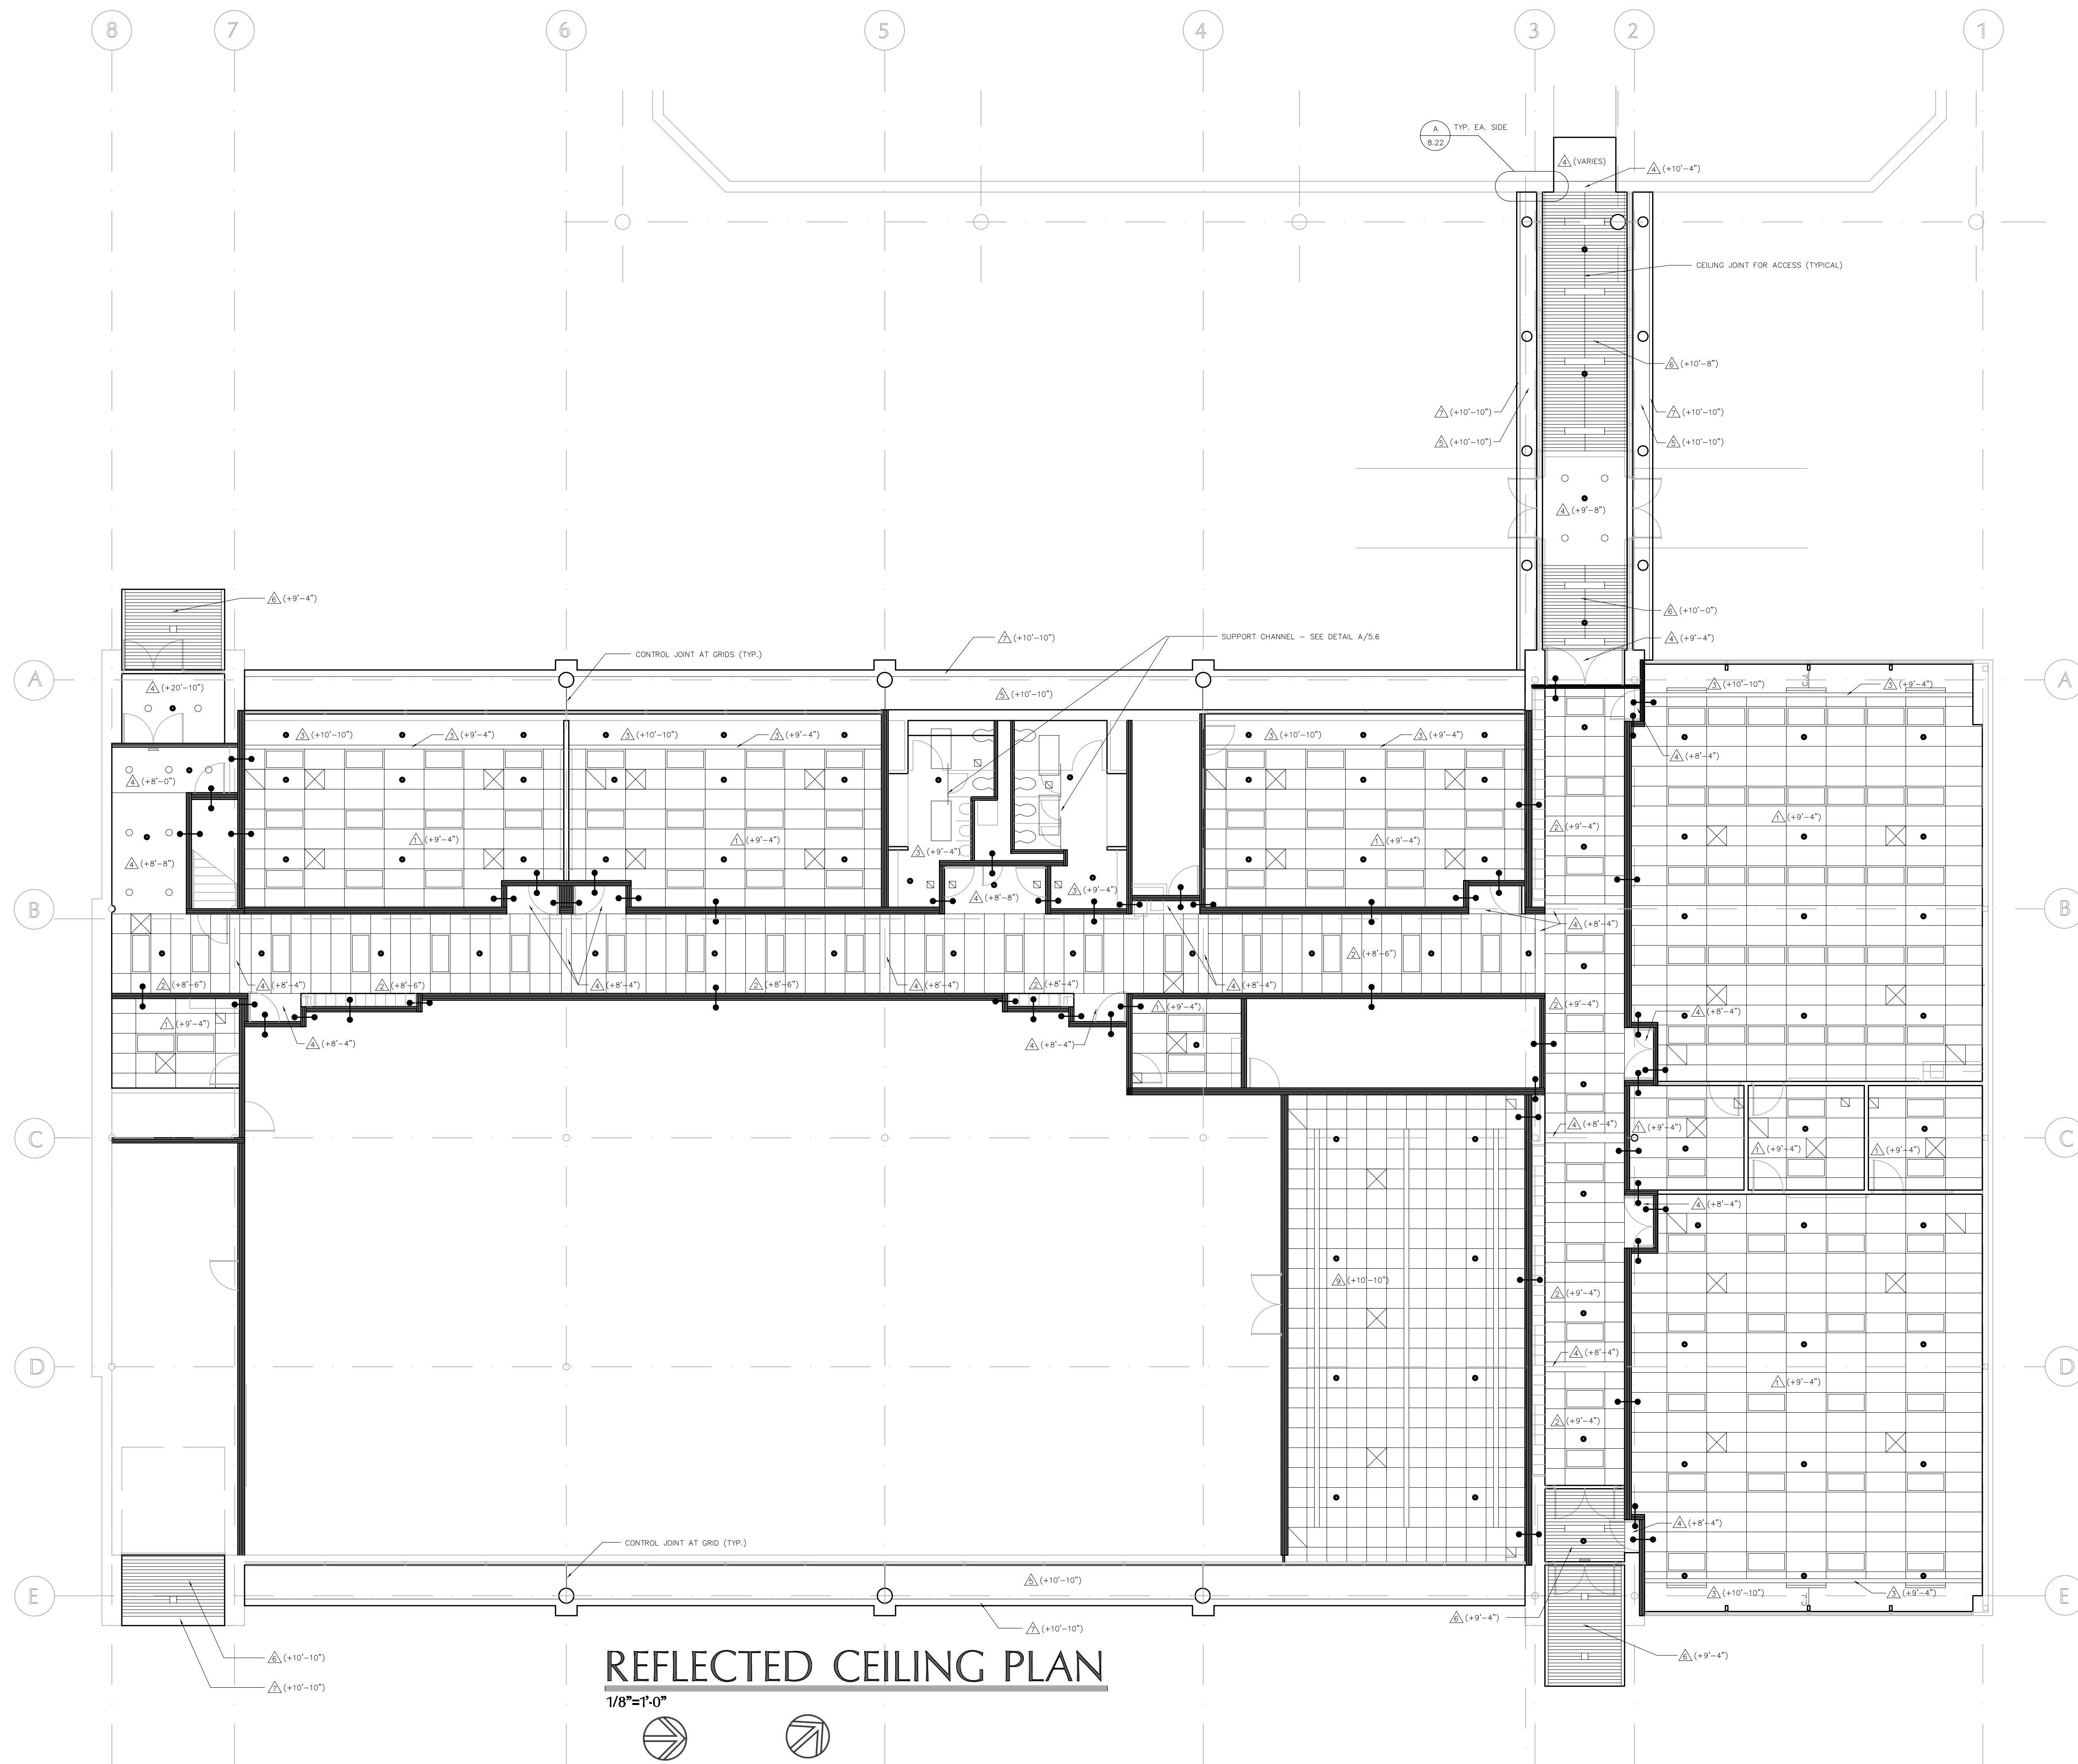 8 7 6 5 4 3 2 1
A TYP. EA. SIDE
8.22
4 (VARIES)
4 (+10'-4")
CEILING JOINT FOR ACCESS (TYPICAL)
6 (+10'-8")
7 (+10'-10") 7 (+10'-10")
5 (+10'-10") 5 (+10'-10")
4 (+9'-8")
6 (+9'-4") 6 (+10'-0")
7 (+10'-10") SUPPORT CHANNEL - SEE DETAIL A/5.6 4 (+9'-4")
CONTROL JOINT AT GRIDS (TYP.)
A A
4 (+20'-10") 5 (+10'-10") 3 (+10'-10") C.J. 3 (+9'-4")
3 (+10'-10") 3 (+9'-4") 3 (+10'-10") 3 (+9'-4") 3 (+10'-10") 3 (+9'-4")
4 (+8'-4")
4 (+8'-0")
1 (+9'-4")
2 (+9'-4")
1 (+9'-4") 1 (+9'-4") 1 (+9'-4")
3 (+9'-4")
4 (+8'-8")
3 (+9'-4")
4 (+8'-8")
B B
4 (+8'-4")
2 (+8'-6")
2 (+8'-6") 4 (+8'-4") 2 (+8'-6") 4 (+8'-4") 2 (+8'-6") 4 (+8'-4") 2 (+8'-4") 4 (+8'-4")
1 (+9'-4") 2 (+9'-4")
4 (+8'-4")
1 (+9'-4")
4 (+8'-4") 4 (+8'-4")
4 (+8'-4") 1 (+9'-4")
C C
1 (+9'-4") 1 (+9'-4")
4 (+8'-4")
9 (+10'-10")
2 (+9'-4")
4 (+8'-4")
D D
1 (+9'-4")
2 (+9'-4")
4 (+8'-4")
CONTROL JOINT AT GRID (TYP.)
5 (+10'-10")
3 (+10'-10") C.J. 3 (+9'-4")
E E
6 (+9'-4")
7 (+10'-10")
6 (+10'-10") 6 (+9'-4")
7 (+10'-10")
REFLECTED CEILING PLAN
1/8"=1'-0"